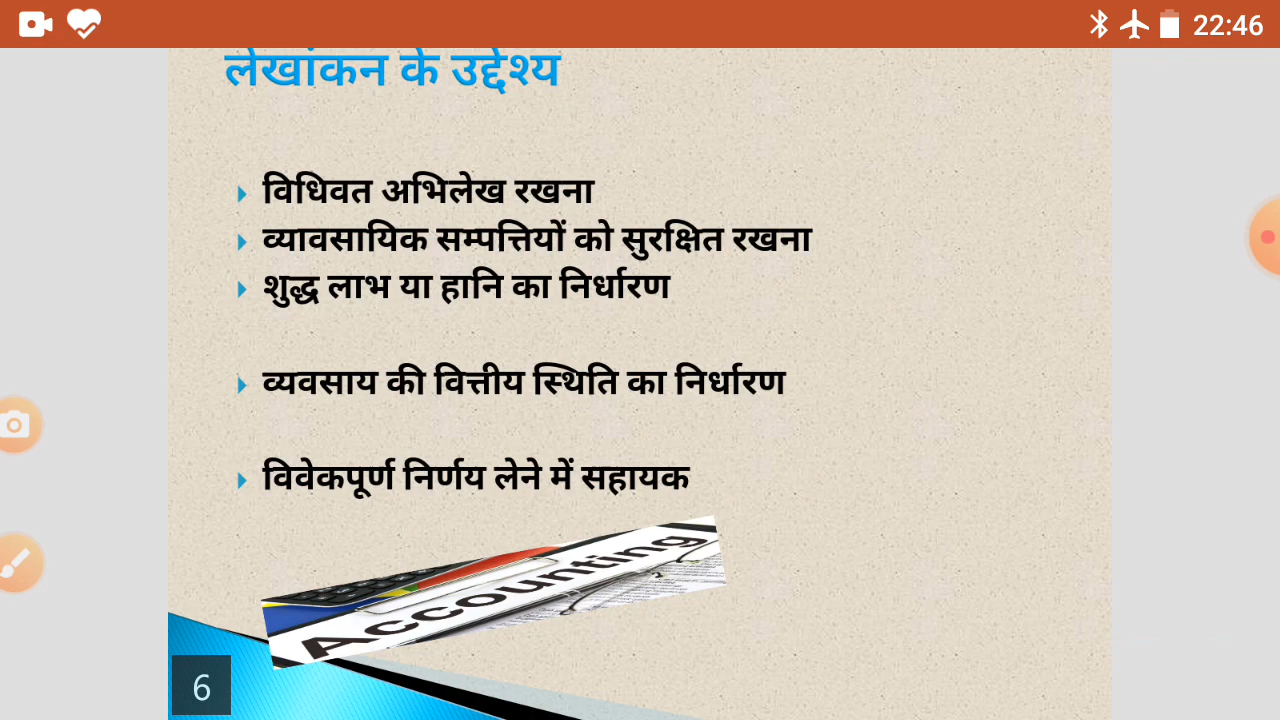 22:46
लेखांकन के उद्देश्य
विधिवत अभिलेख रखना
व्यावसायिक सम्पत्तियों को सुरक्षित रखना
शुद्ध लाभ या हानि का निर्धारण
व्यवसाय की वित्तीय स्थिति का निर्धारण
विवेकपूर्ण निर्णय लेने में सहायक
Accounting
6